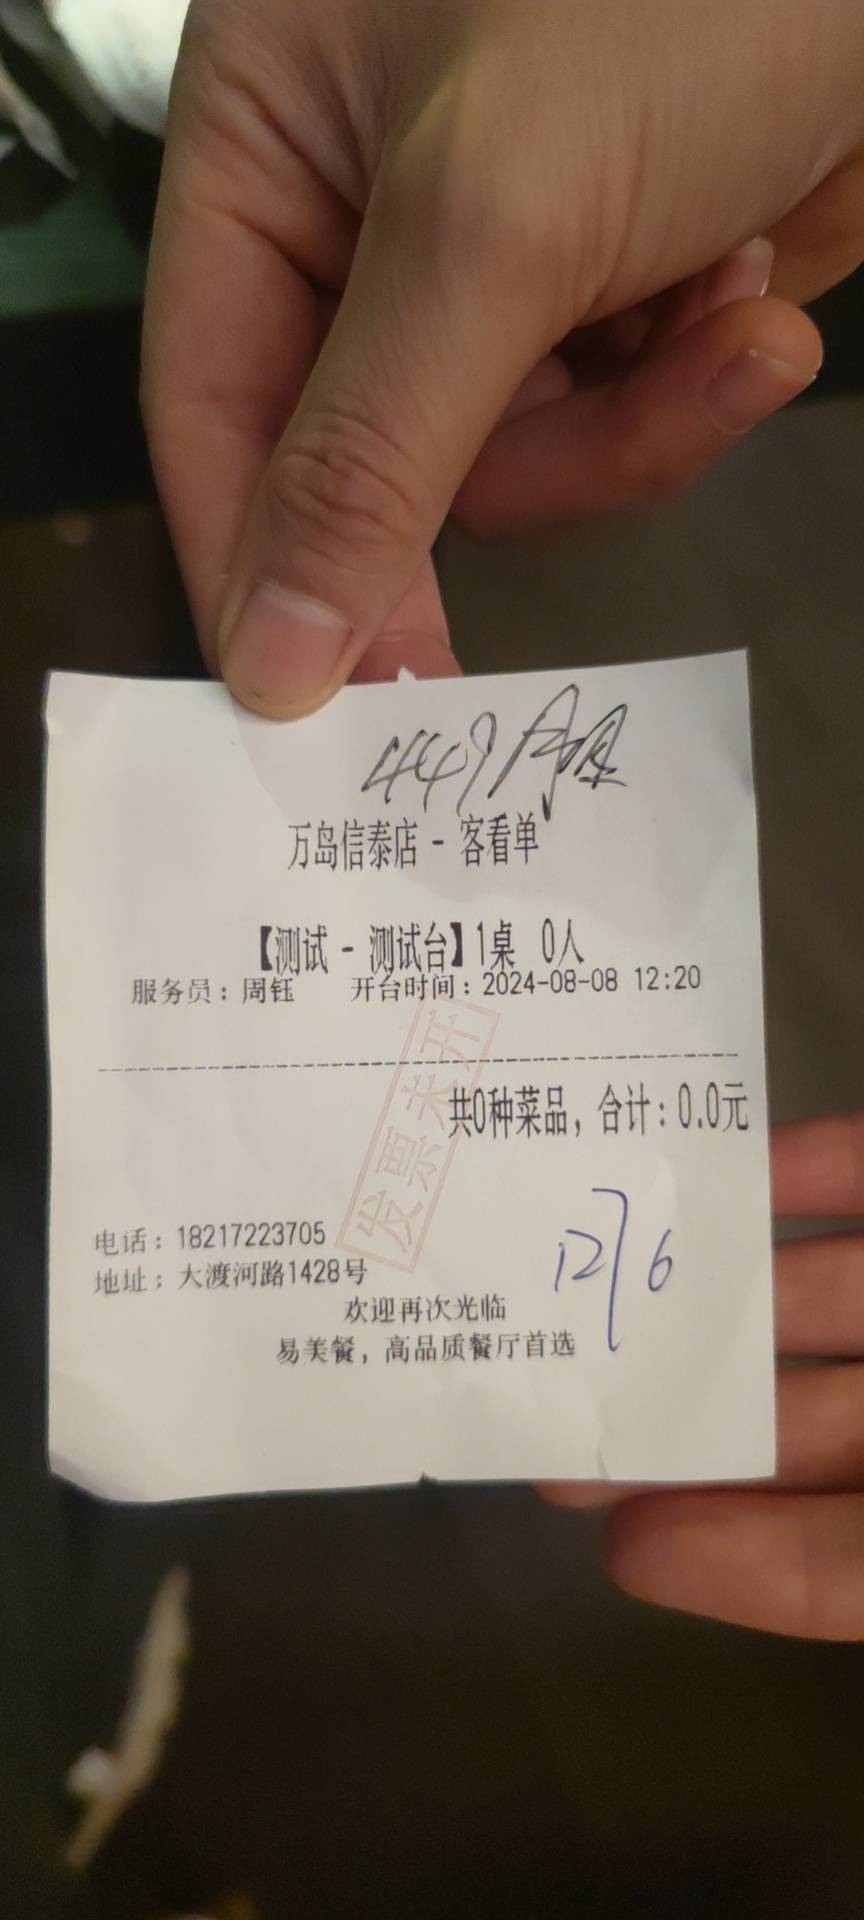 449
万岛信泰店 - 客看单
【测试 - 测试台】1桌 0人
服务员：周钰 开台时间：2024-08-08 12:20
共0种菜品，合计：0.0元
发票未开
电话：18217223705
地址：大渡河路1428号
12/6
欢迎再次光临
易美餐，高品质餐厅首选